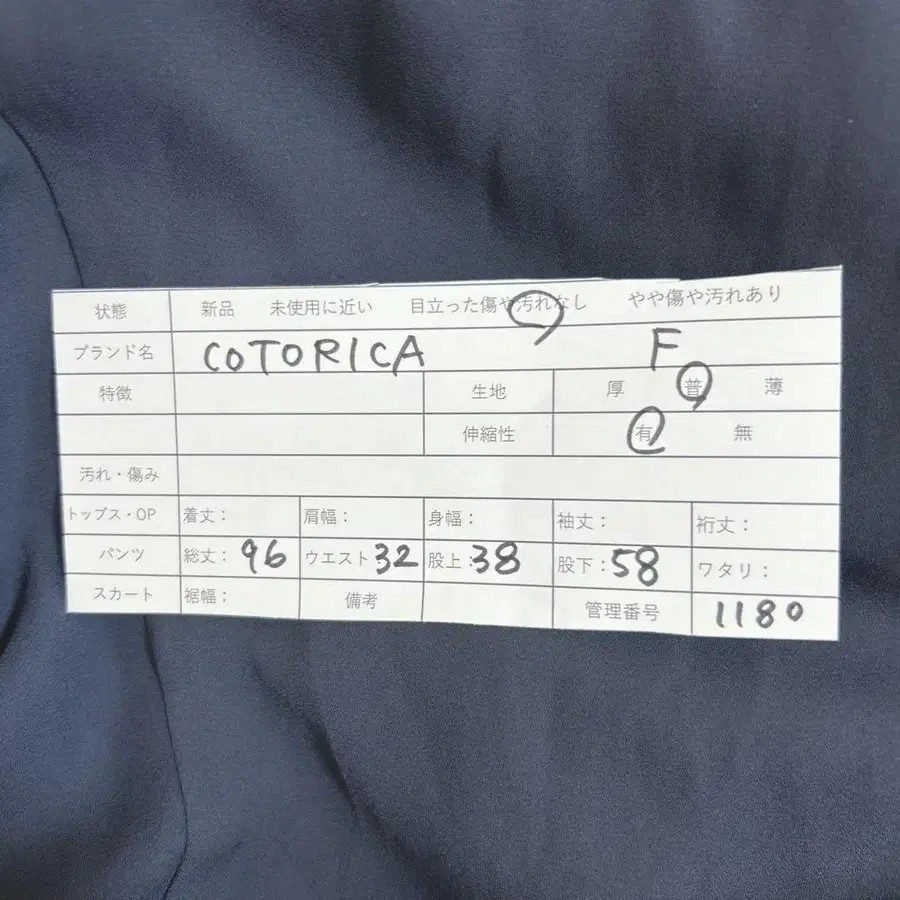 状態 新品 未使用に近い 目立った傷や汚れなし やや傷や汚れあり
ブランド名 COTORICA F
特徴 生地 厚 普 薄
伸縮性 有 無
汚れ・傷み
トップス・OP 着丈： 肩幅： 身幅： 袖丈： 裄丈：
パンツ 総丈：96 ウエスト32 股上：38 股下：58 ワタリ：
スカート 裾幅： 備考 管理番号 1180